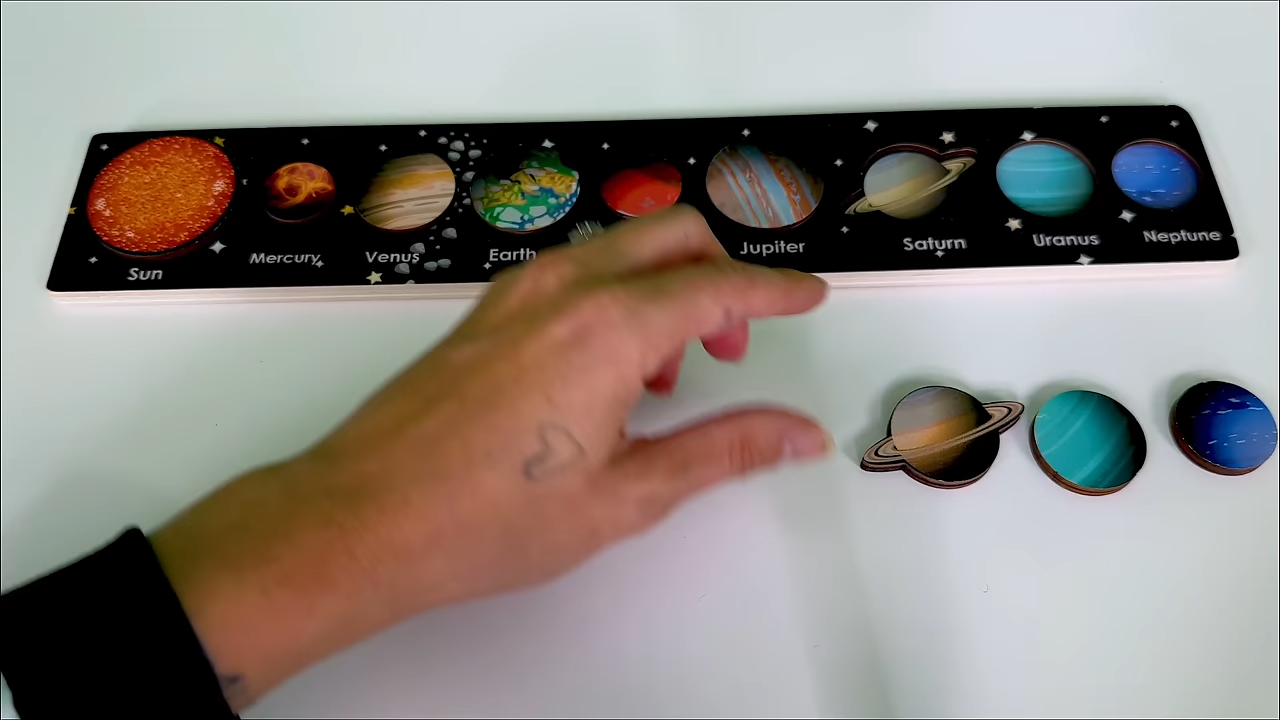 Sun
Mercury
Venus
Earth
Jupiter
Saturn
Uranus
Neptune